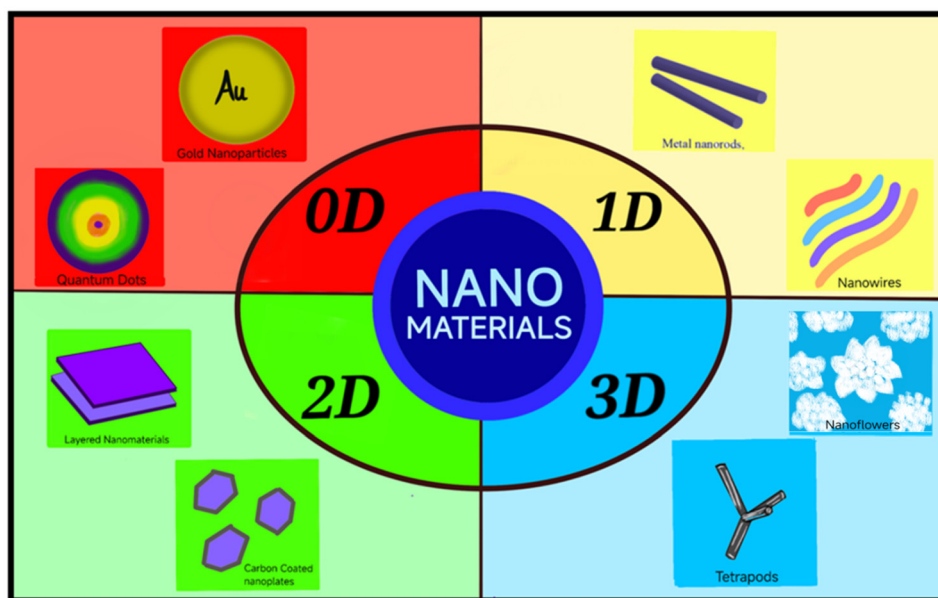 Au
Gold Nanoparticles
Quantum Dots
0D
Metal nanorods,
Nanowires
1D
NANO
MATERIALS
Layered Nanomaterials
Carbon Coated
nanoplates
2D
3D
Nanoflowers
Tetrapods